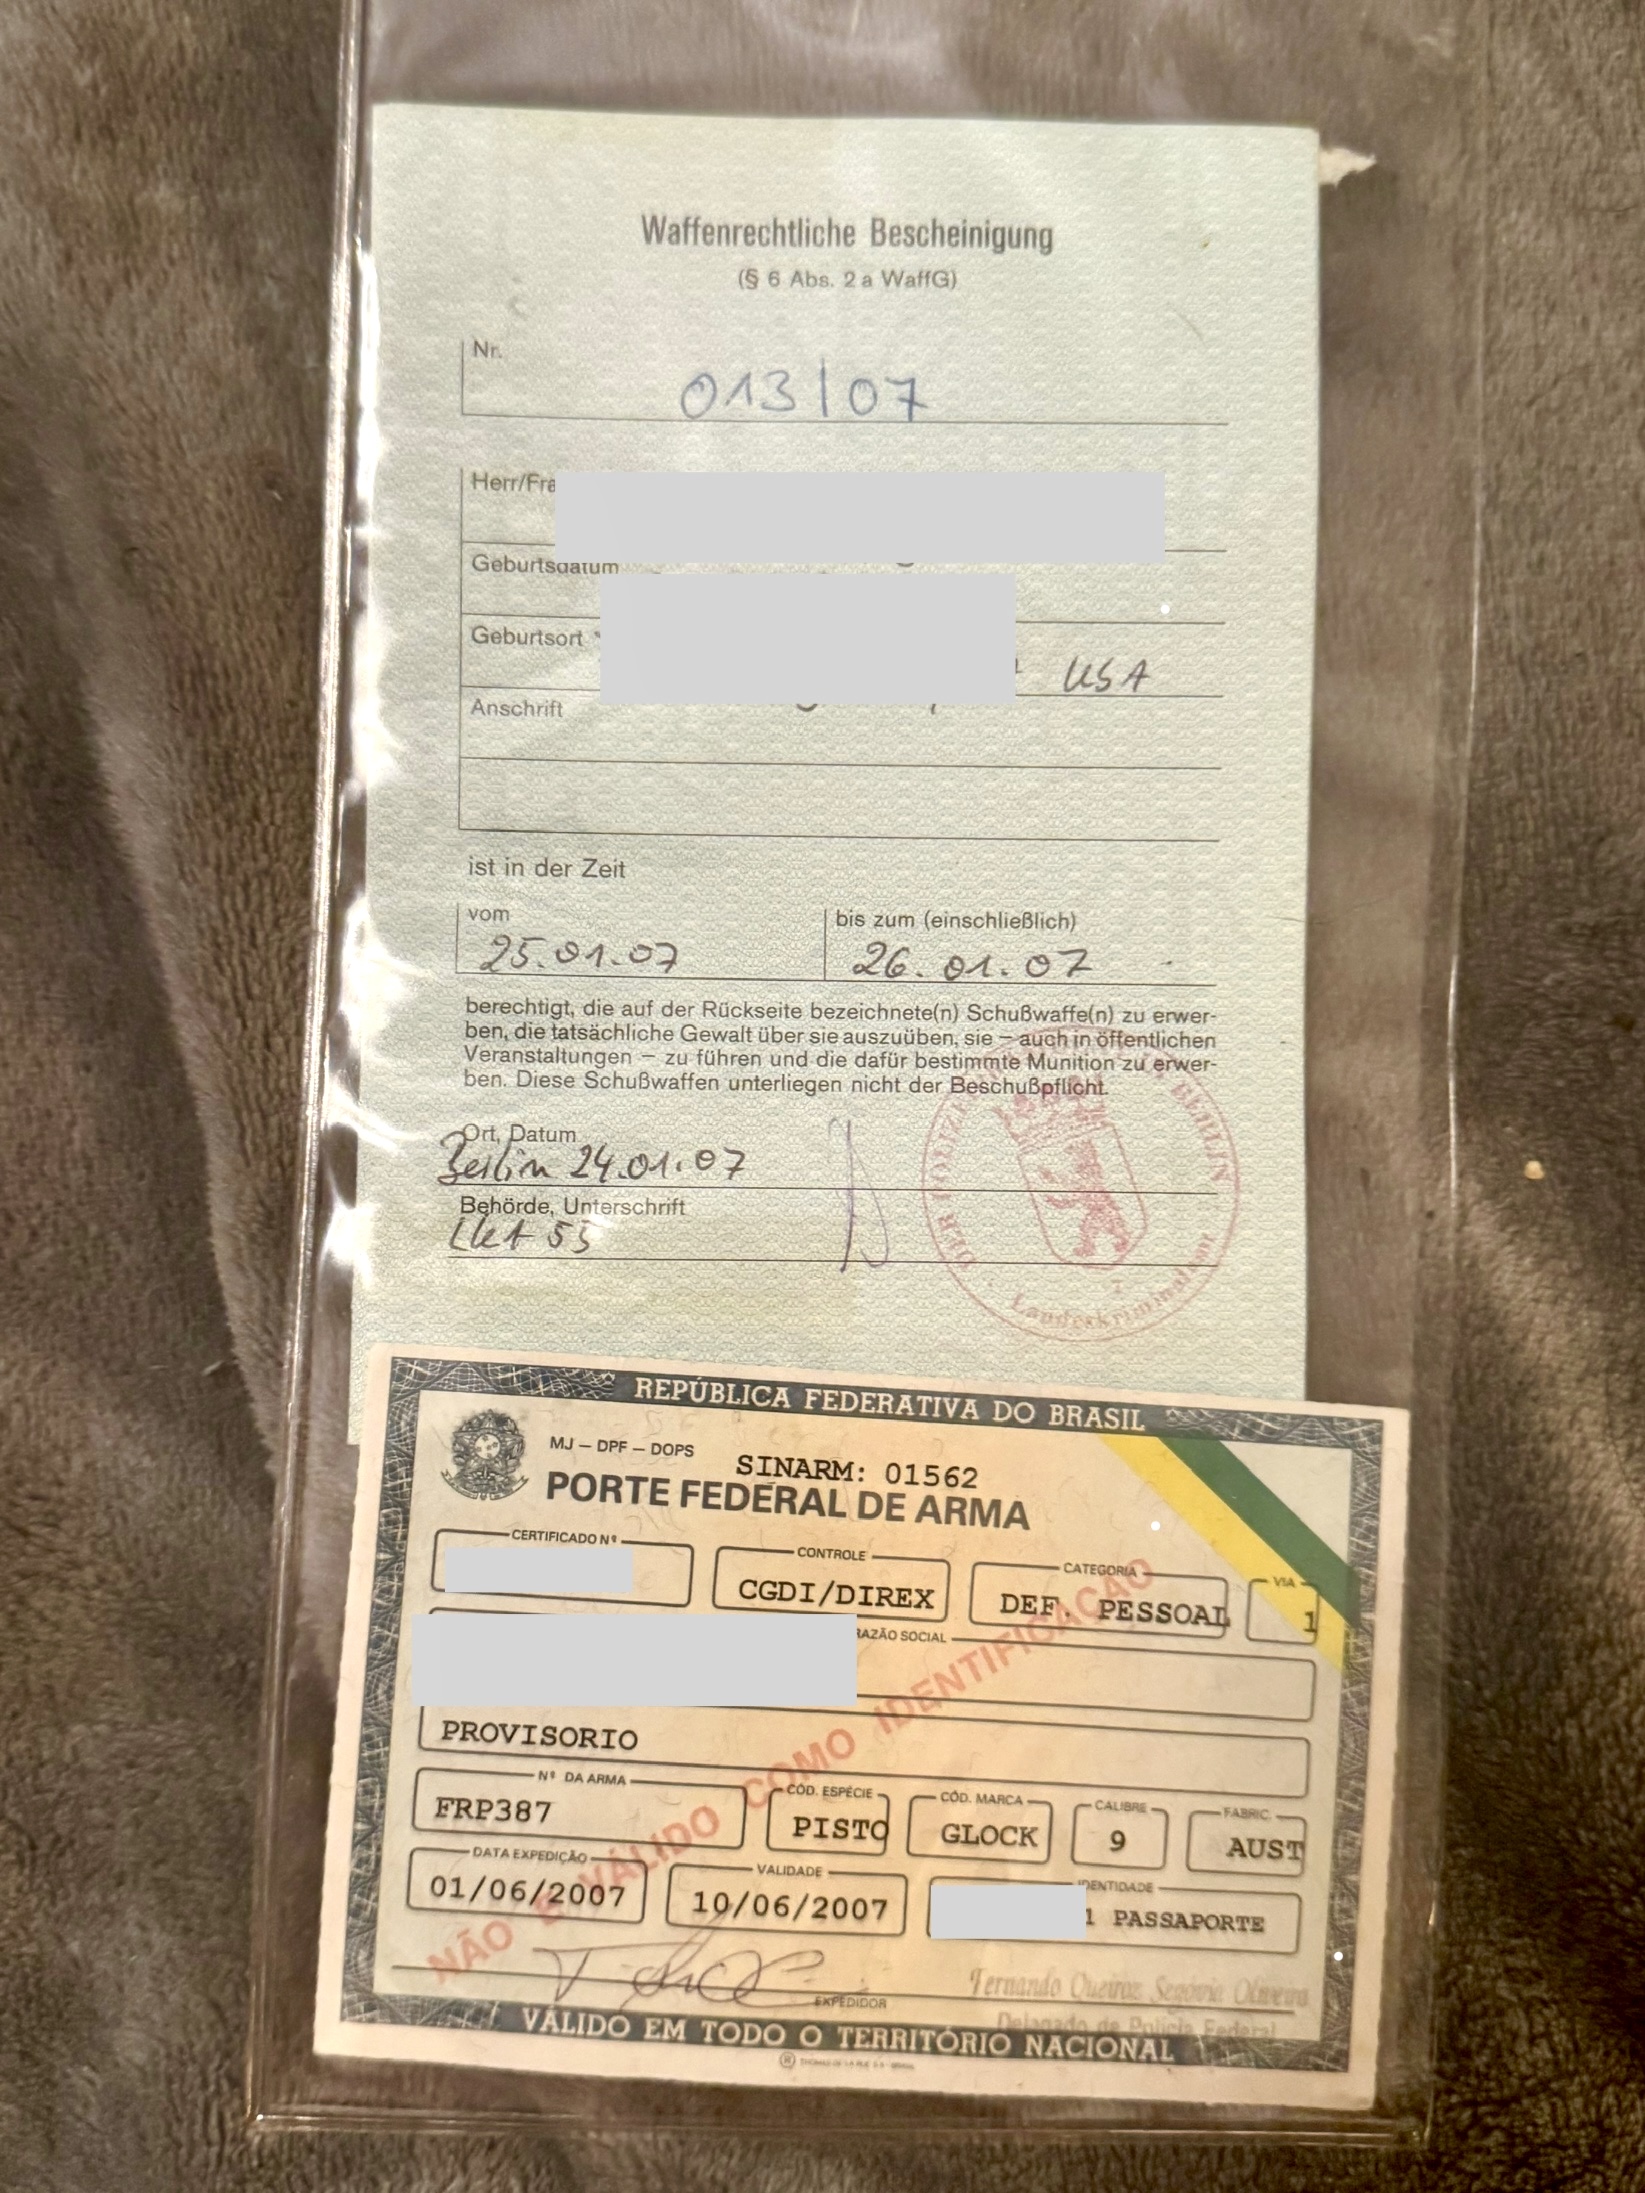 Waffenrechtliche Bescheinigung
(§ 6 Abs. 2 a WaffG)
Nr.
013/07
Herr/Fra
Geburtsdatum
Geburtsort
USA
Anschrift
ist in der Zeit
vom
25.01.07
bis zum (einschließlich)
26.01.07
berechtigt, die auf der Rückseite bezeichnete(n) Schußwaffe(n) zu erwer-
ben, die tatsächliche Gewalt über sie auszuüben, sie – auch in öffentlichen
Veranstaltungen – zu führen und die dafür bestimmte Munition zu erwer-
ben. Diese Schußwaffen unterliegen nicht der Beschußpflicht.
Ort, Datum
Berlin 24.01.07
Behörde, Unterschrift
BERLIN
Landeskriminalamt
REPÚBLICA FEDERATIVA DO BRASIL
MJ – DPF – DOPS
SINARM: 01562
PORTE FEDERAL DE ARMA
CERTIFICADO Nº
CONTROLE
CGDI/DIREX
CATEGORIA
DEF. PESSOAL
VIA
1
RAZÃO SOCIAL
PROVISORIO
Nº DA ARMA
FRP387
CÓD. ESPÉCIE
PISTO
CÓD. MARCA
GLOCK
CALIBRE
9
FABRIC.
AUST
DATA EXPEDIÇÃO
01/06/2007
VALIDADE
10/06/2007
IDENTIDADE
1 PASSAPORTE
NÃO É VÁLIDO COMO IDENTIFICAÇÃO
EXPEDIDOR
Fernando Queiroz Segovia Oliveira
Delegado de Polícia Federal
VÁLIDO EM TODO O TERRITÓRIO NACIONAL